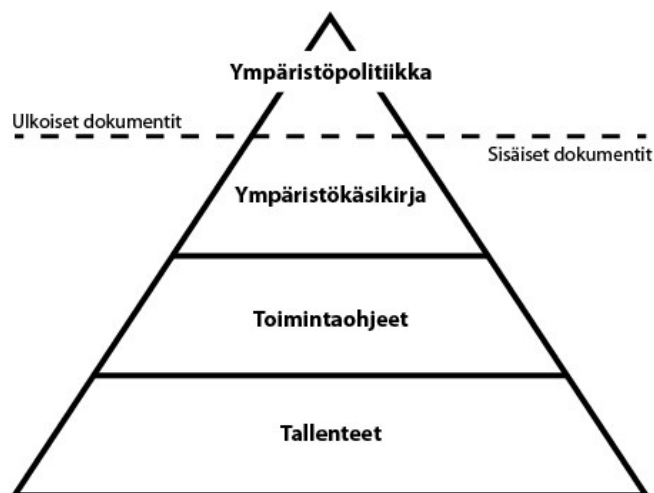 Ympäristöpolitiikka
Ulkoiset dokumentit
Sisäiset dokumentit
Ympäristökäsikirja
Toimintaohjeet
Tallenteet